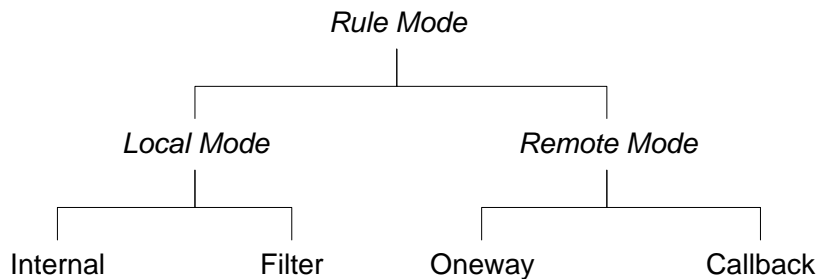 Rule Mode
Local Mode Remote Mode
Internal Filter Oneway Callback